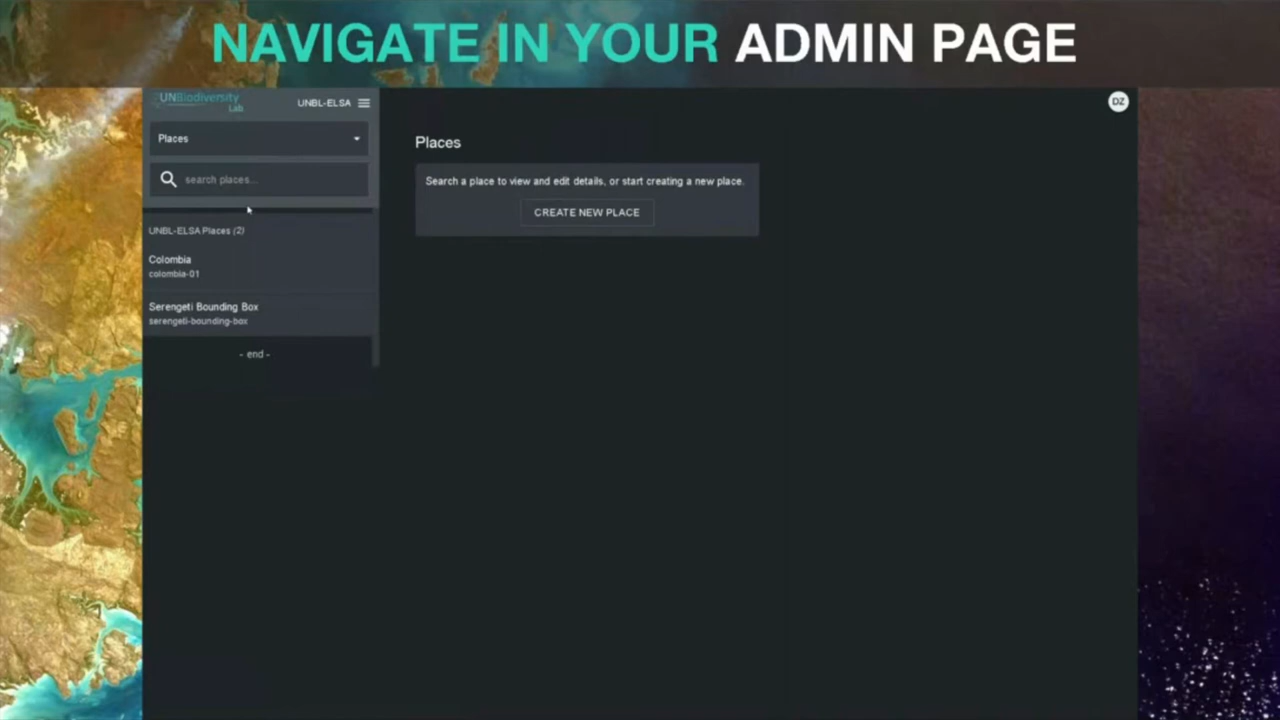 NAVIGATE IN YOUR ADMIN PAGE
UNBiodiversity
Lab
UNBL-ELSA
DZ
Places
search places...
UNBL-ELSA Places (2)
Colombia
colombia-01
Serengeti Bounding Box
serengeti-bounding-box
- end -
Places
Search a place to view and edit details, or start creating a new place.
CREATE NEW PLACE